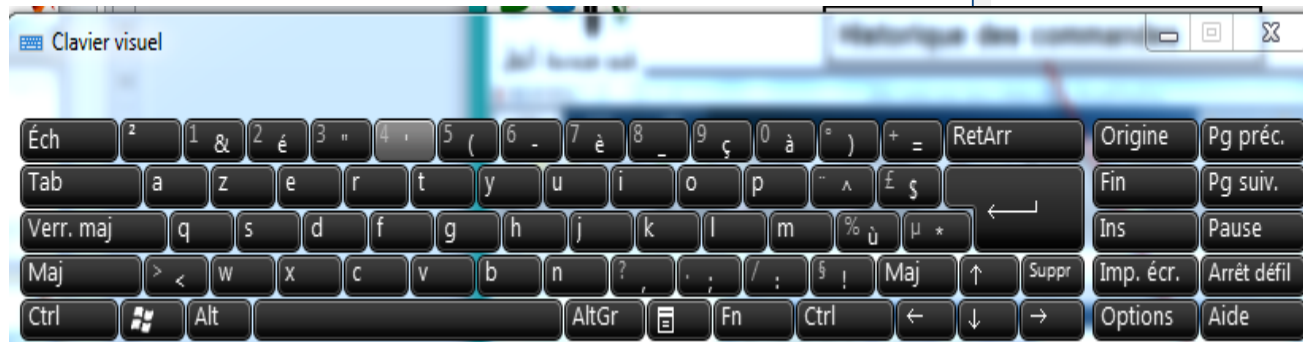 Historique des commandes
Clavier visuel
Éch ² 1 & 2 é 3 " 4 ' 5 ( 6 - 7 è 8 _ 9 ç 0 à ° ) + = RetArr Origine Pg préc.
Tab a z e r t y u i o p ¨ ^ £ $ Fin Pg suiv.
Verr. maj q s d f g h j k l m % ù µ * Ins Pause
Maj > < w x c v b n ? , . ; / : § ! Maj ↑ Suppr Imp. écr. Arrêt défil
Ctrl Alt AltGr Fn Ctrl ← ↓ → Options Aide